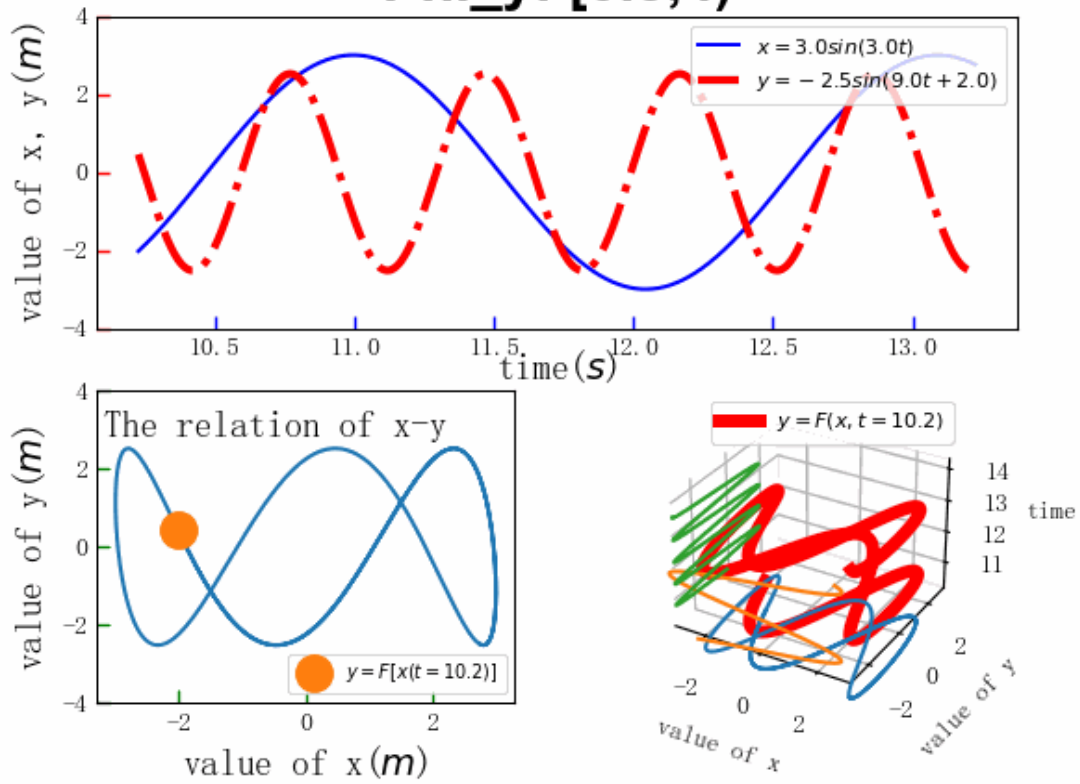 4
2
0
−2
−4
value of x, y(m)
x = 3.0sin(3.0t)
y = − 2.5sin(9.0t + 2.0)
10.5
11.0
11.5
12.0
12.5
13.0
time(s)
4
2
0
−2
−4
value of y(m)
The relation of x-y
y = F[x(t = 10.2)]
−2
0
2
value of x(m)
y = F(x, t = 10.2)
14
13
12
11
time
−2
0
2
value of x
−2
0
2
value of y